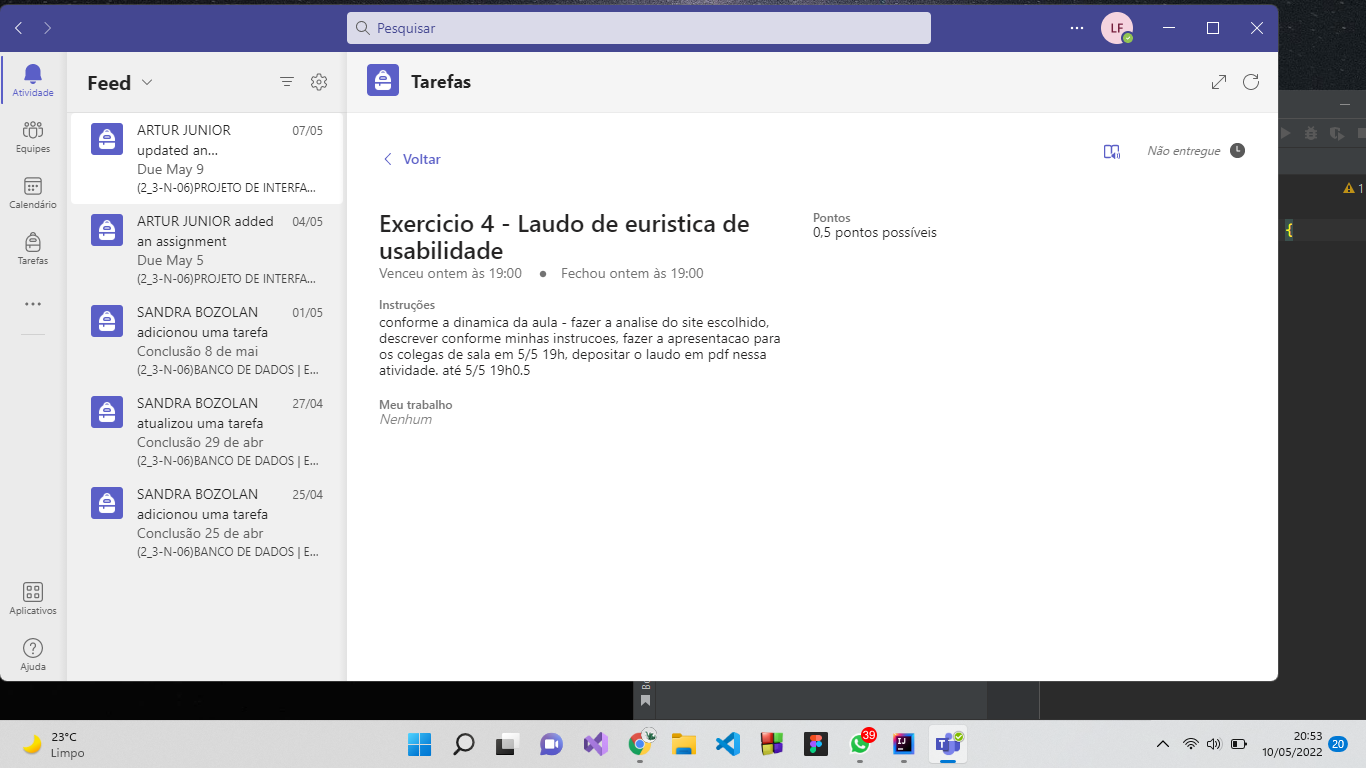 Pesquisar
LF
Atividade
Equipes
Calendário
Tarefas
Aplicativos
Ajuda
Feed
ARTUR JUNIOR 07/05
updated an...
Due May 9
(2_3-N-06)PROJETO DE INTERFA...
ARTUR JUNIOR added 04/05
an assignment
Due May 5
(2_3-N-06)PROJETO DE INTERFA...
SANDRA BOZOLAN 01/05
adicionou uma tarefa
Conclusão 8 de mai
(2_3-N-06)BANCO DE DADOS | E...
SANDRA BOZOLAN 27/04
atualizou uma tarefa
Conclusão 29 de abr
(2_3-N-06)BANCO DE DADOS | E...
SANDRA BOZOLAN 25/04
adicionou uma tarefa
Conclusão 25 de abr
(2_3-N-06)BANCO DE DADOS | E...
Tarefas
Voltar
Não entregue
Exercicio 4 - Laudo de euristica de
usabilidade
Venceu ontem às 19:00 • Fechou ontem às 19:00
Pontos
0,5 pontos possíveis
Instruções
conforme a dinamica da aula - fazer a analise do site escolhido,
descrever conforme minhas instrucoes, fazer a apresentacao para
os colegas de sala em 5/5 19h, depositar o laudo em pdf nessa
atividade. até 5/5 19h0.5
Meu trabalho
Nenhum
1
{
23°C
Limpo
39
IJ
20:53
10/05/2022
20